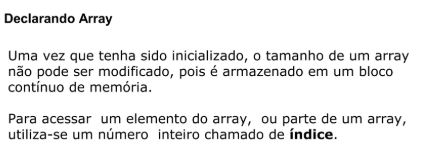 Declarando Array
Uma vez que tenha sido inicializado, o tamanho de um array
não pode ser modificado, pois é armazenado em um bloco
contínuo de memória.
Para acessar um elemento do array, ou parte de um array,
utiliza-se um número inteiro chamado de índice.